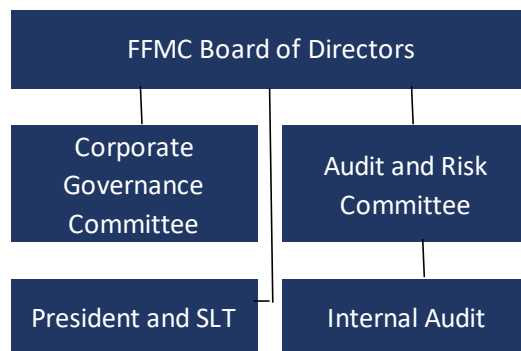 FFMC Board of Directors
Corporate
Governance
Committee
Audit and Risk
Committee
President and SLT
Internal Audit